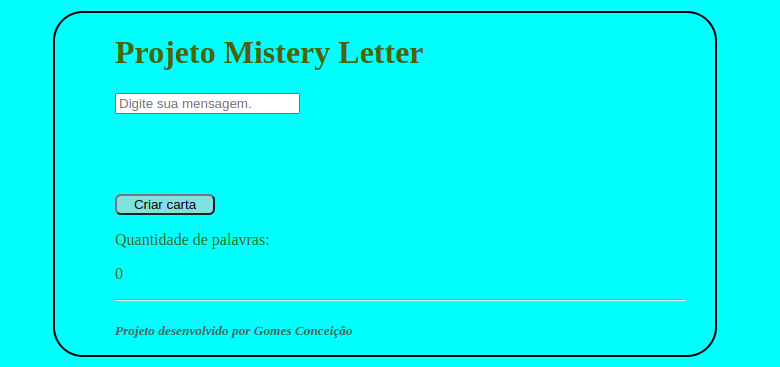 Projeto Mistery Letter
Digite sua mensagem.
Criar carta
Quantidade de palavras:
0
Projeto desenvolvido por Gomes Conceição